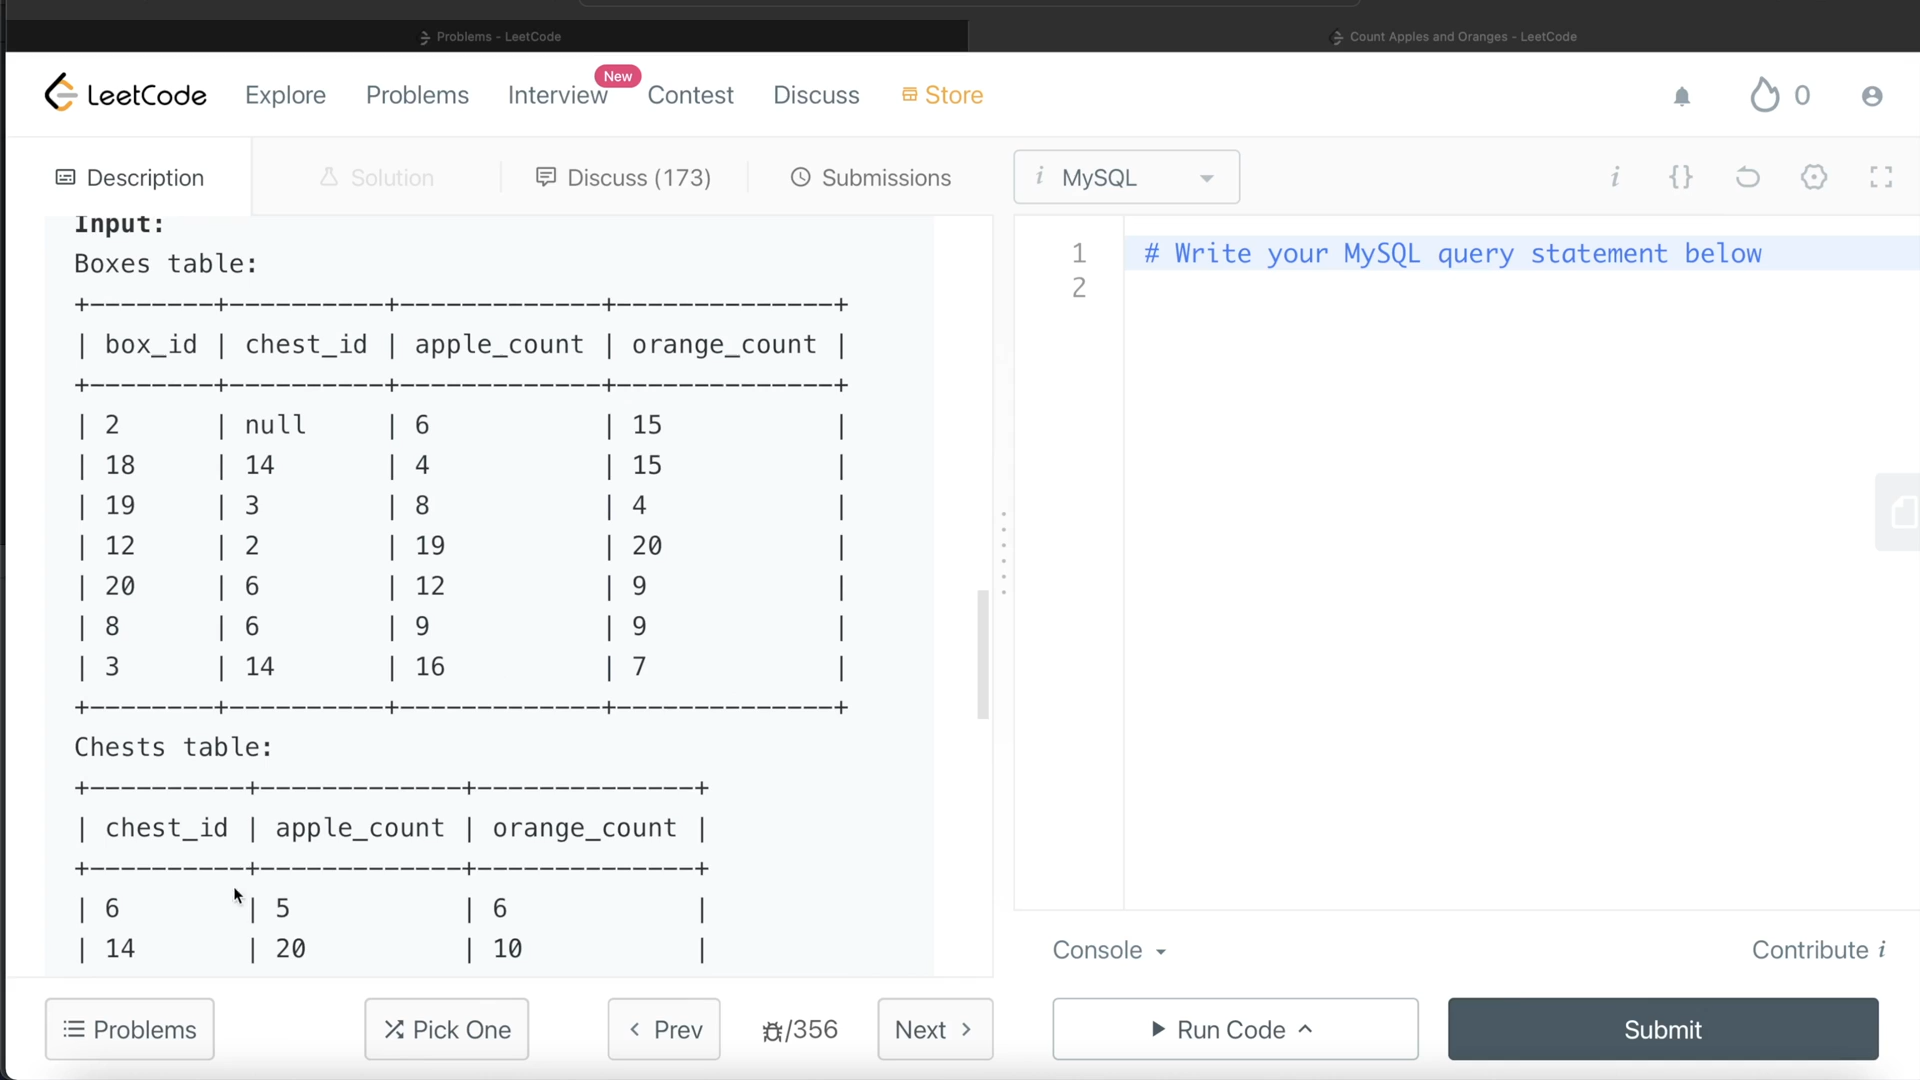 Problems - LeetCode
Count Apples and Oranges - LeetCode
LeetCode Explore Problems Interview New Contest Discuss Store 0
Description Solution Discuss (173) Submissions
i MySQL
i {}
Input:
Boxes table:
+--------+----------+-------------+--------------+
| box_id | chest_id | apple_count | orange_count |
+--------+----------+-------------+--------------+
| 2      | null     | 6           | 15           |
| 18     | 14       | 4           | 15           |
| 19     | 3        | 8           | 4            |
| 12     | 2        | 19          | 20           |
| 20     | 6        | 12          | 9            |
| 8      | 6        | 9           | 9            |
| 3      | 14       | 16          | 7            |
+--------+----------+-------------+--------------+
Chests table:
+----------+-------------+--------------+
| chest_id | apple_count | orange_count |
+----------+-------------+--------------+
| 6        | 5           | 6            |
| 14       | 20          | 10           |
1 # Write your MySQL query statement below
2
Console
Contribute i
Problems
Pick One
Prev
/356
Next
Run Code
Submit